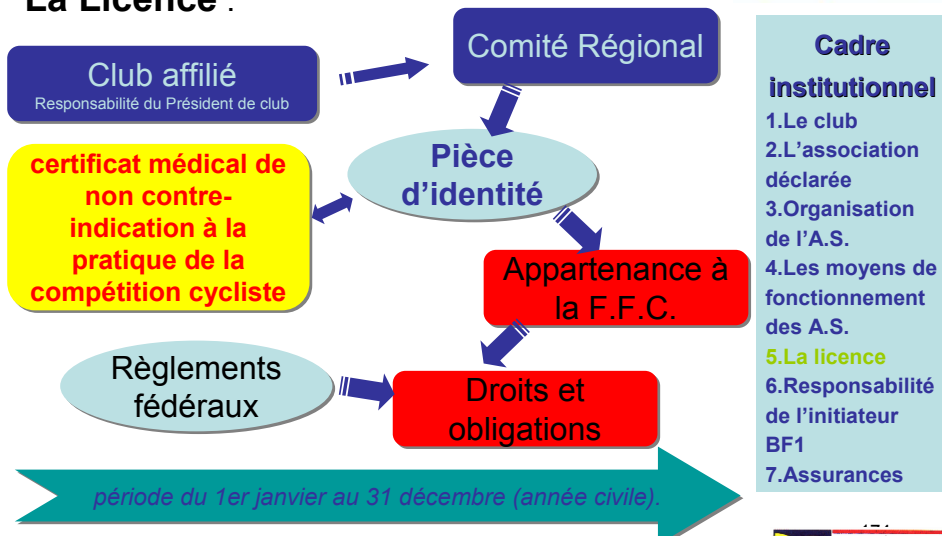 La Licence :
Comité Régional
Club affilié
Responsabilité du Président de club
Pièce
d’identité
certificat médical de
non contre-
indication à la
pratique de la
compétition cycliste
Appartenance à
la F.F.C.
Règlements
fédéraux
Droits et
obligations
période du 1er janvier au 31 décembre (année civile).
Cadre
institutionnel
1.Le club
2.L’association
déclarée
3.Organisation
de l’A.S.
4.Les moyens de
fonctionnement
des A.S.
5.La licence
6.Responsabilité
de l’initiateur
BF1
7.Assurances